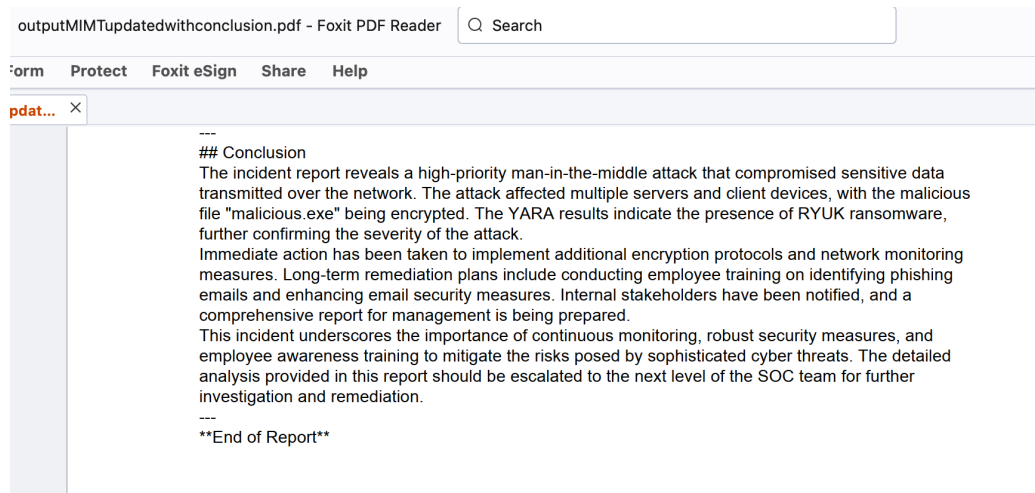 outputMIMTupdatedwithconclusion.pdf - Foxit PDF Reader
Search
Form Protect Foxit eSign Share Help
pdat... ×
---
## Conclusion
The incident report reveals a high-priority man-in-the-middle attack that compromised sensitive data
transmitted over the network. The attack affected multiple servers and client devices, with the malicious
file "malicious.exe" being encrypted. The YARA results indicate the presence of RYUK ransomware,
further confirming the severity of the attack.
Immediate action has been taken to implement additional encryption protocols and network monitoring
measures. Long-term remediation plans include conducting employee training on identifying phishing
emails and enhancing email security measures. Internal stakeholders have been notified, and a
comprehensive report for management is being prepared.
This incident underscores the importance of continuous monitoring, robust security measures, and
employee awareness training to mitigate the risks posed by sophisticated cyber threats. The detailed
analysis provided in this report should be escalated to the next level of the SOC team for further
investigation and remediation.
---
**End of Report**